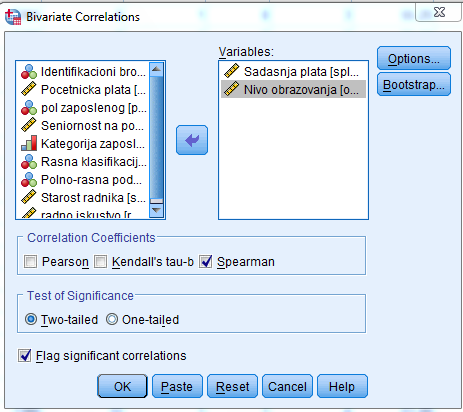 Bivariate Correlations
Identifikacioni bro...
Pocetnicka plata [...
pol zaposlenog [p...
Seniornost na po...
Kategorija zaposl...
Rasna klasifikacij...
Polno-rasna pod...
Starost radnika [s...
radno iskustvo [r...
Variables:
Sadasnja plata [spl...
Nivo obrazovanja [o...
Options...
Bootstrap...
Correlation Coefficients
Pearson Kendall's tau-b Spearman
Test of Significance
Two-tailed One-tailed
Flag significant correlations
OK Paste Reset Cancel Help